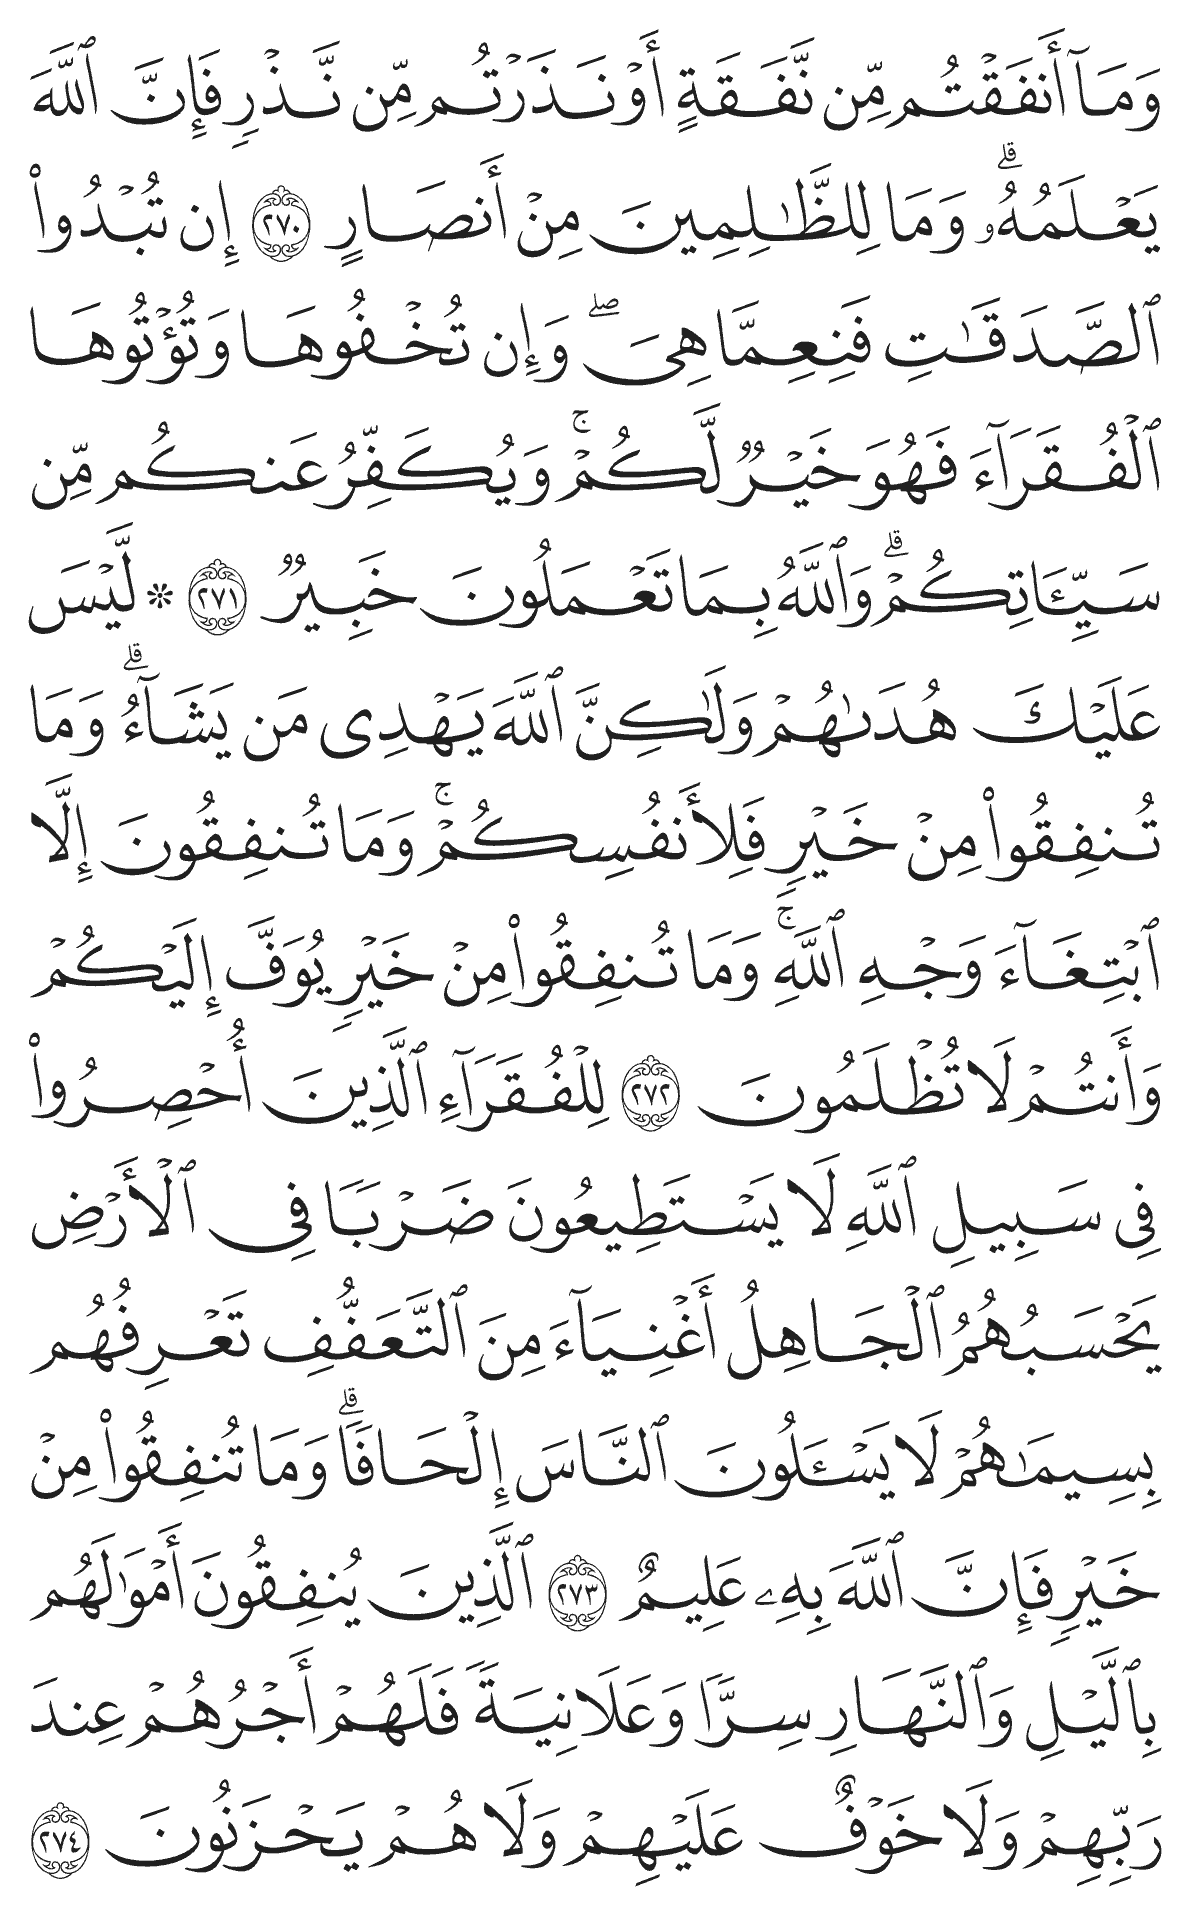 وَمَآ أَنفَقۡتُم مِّن نَّفَقَةٍ أَوۡ نَذَرۡتُم مِّن نَّذۡرٖ فَإِنَّ ٱللَّهَ
يَعۡلَمُهُۥۗ وَمَا لِلظَّٰلِمِينَ مِنۡ أَنصَارٍ ٢٧٠ إِن تُبۡدُواْ
ٱلصَّدَقَٰتِ فَنِعِمَّا هِيَۖ وَإِن تُخۡفُوهَا وَتُؤۡتُوهَا
ٱلۡفُقَرَآءَ فَهُوَ خَيۡرٞ لَّكُمۡۚ وَيُكَفِّرُ عَنكُم مِّن
سَيِّـَٔاتِكُمۡۗ وَٱللَّهُ بِمَا تَعۡمَلُونَ خَبِيرٞ ٢٧١ ۞ لَّيۡسَ
عَلَيۡكَ هُدَىٰهُمۡ وَلَٰكِنَّ ٱللَّهَ يَهۡدِي مَن يَشَآءُۗ وَمَا
تُنفِقُواْ مِنۡ خَيۡرٖ فَلِأَنفُسِكُمۡۚ وَمَا تُنفِقُونَ إِلَّا
ٱبۡتِغَآءَ وَجۡهِ ٱللَّهِۚ وَمَا تُنفِقُواْ مِنۡ خَيۡرٖ يُوَفَّ إِلَيۡكُمۡ
وَأَنتُمۡ لَا تُظۡلَمُونَ ٢٧٢ لِلۡفُقَرَآءِ ٱلَّذِينَ أُحۡصِرُواْ
فِي سَبِيلِ ٱللَّهِ لَا يَسۡتَطِيعُونَ ضَرۡبٗا فِي ٱلۡأَرۡضِ
يَحۡسَبُهُمُ ٱلۡجَاهِلُ أَغۡنِيَآءَ مِنَ ٱلتَّعَفُّفِ تَعۡرِفُهُم
بِسِيمَٰهُمۡ لَا يَسۡـَٔلُونَ ٱلنَّاسَ إِلۡحَافٗاۗ وَمَا تُنفِقُواْ مِنۡ
خَيۡرٖ فَإِنَّ ٱللَّهَ بِهِۦ عَلِيمٌ ٢٧٣ ٱلَّذِينَ يُنفِقُونَ أَمۡوَٰلَهُم
بِٱلَّيۡلِ وَٱلنَّهَارِ سِرّٗا وَعَلَانِيَةٗ فَلَهُمۡ أَجۡرُهُمۡ عِندَ
رَبِّهِمۡ وَلَا خَوۡفٌ عَلَيۡهِمۡ وَلَا هُمۡ يَحۡزَنُونَ ٢٧٤